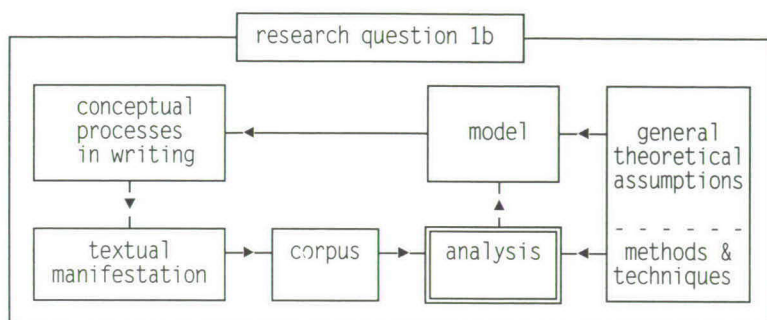 research question 1b
conceptual
processes
in writing
model
general
theoretical
assumptions
textual
manifestation
corpus
analysis
methods &
techniques